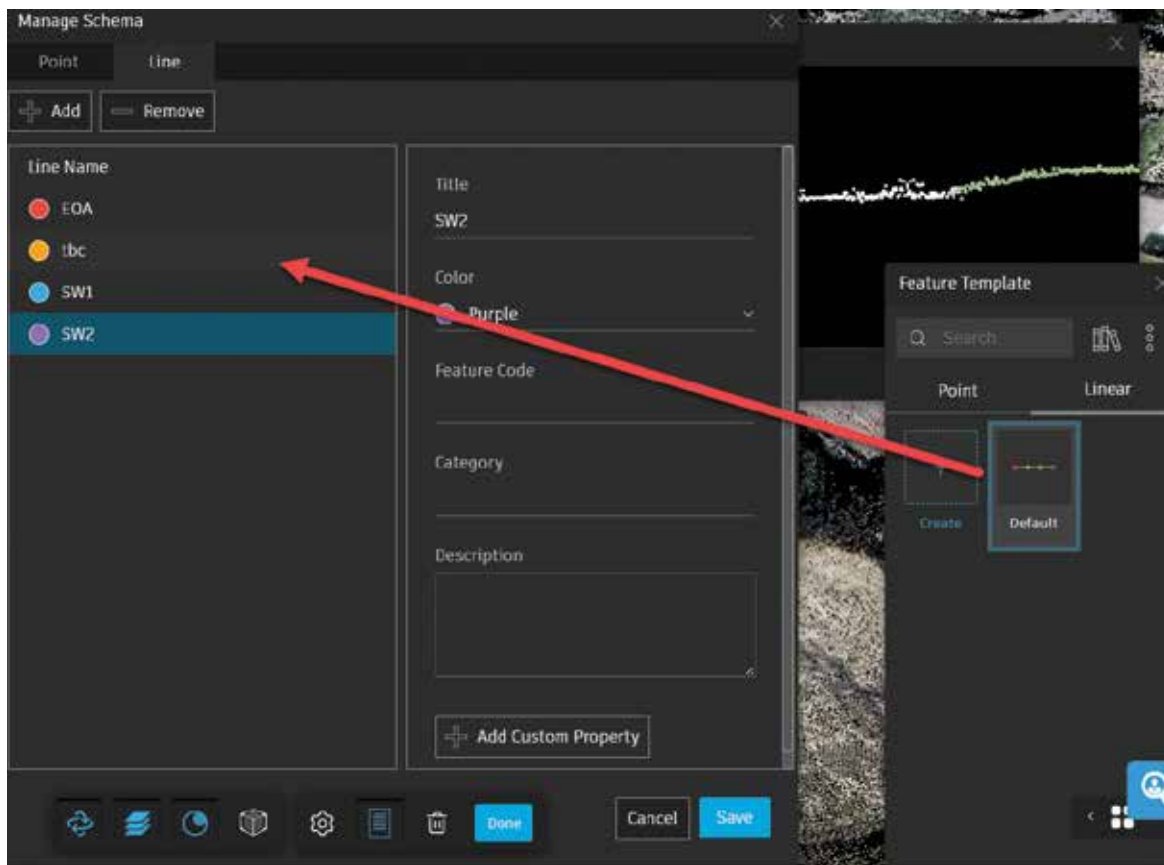 Manage Schema
Point Line
Add Remove
Line Name
EOA
tbc
SW1
SW2
Title
SW2
Color
Purple
Feature Code
Category
Description
Add Custom Property
Done
Cancel Save
Feature Template
Search
Point Linear
Create Default